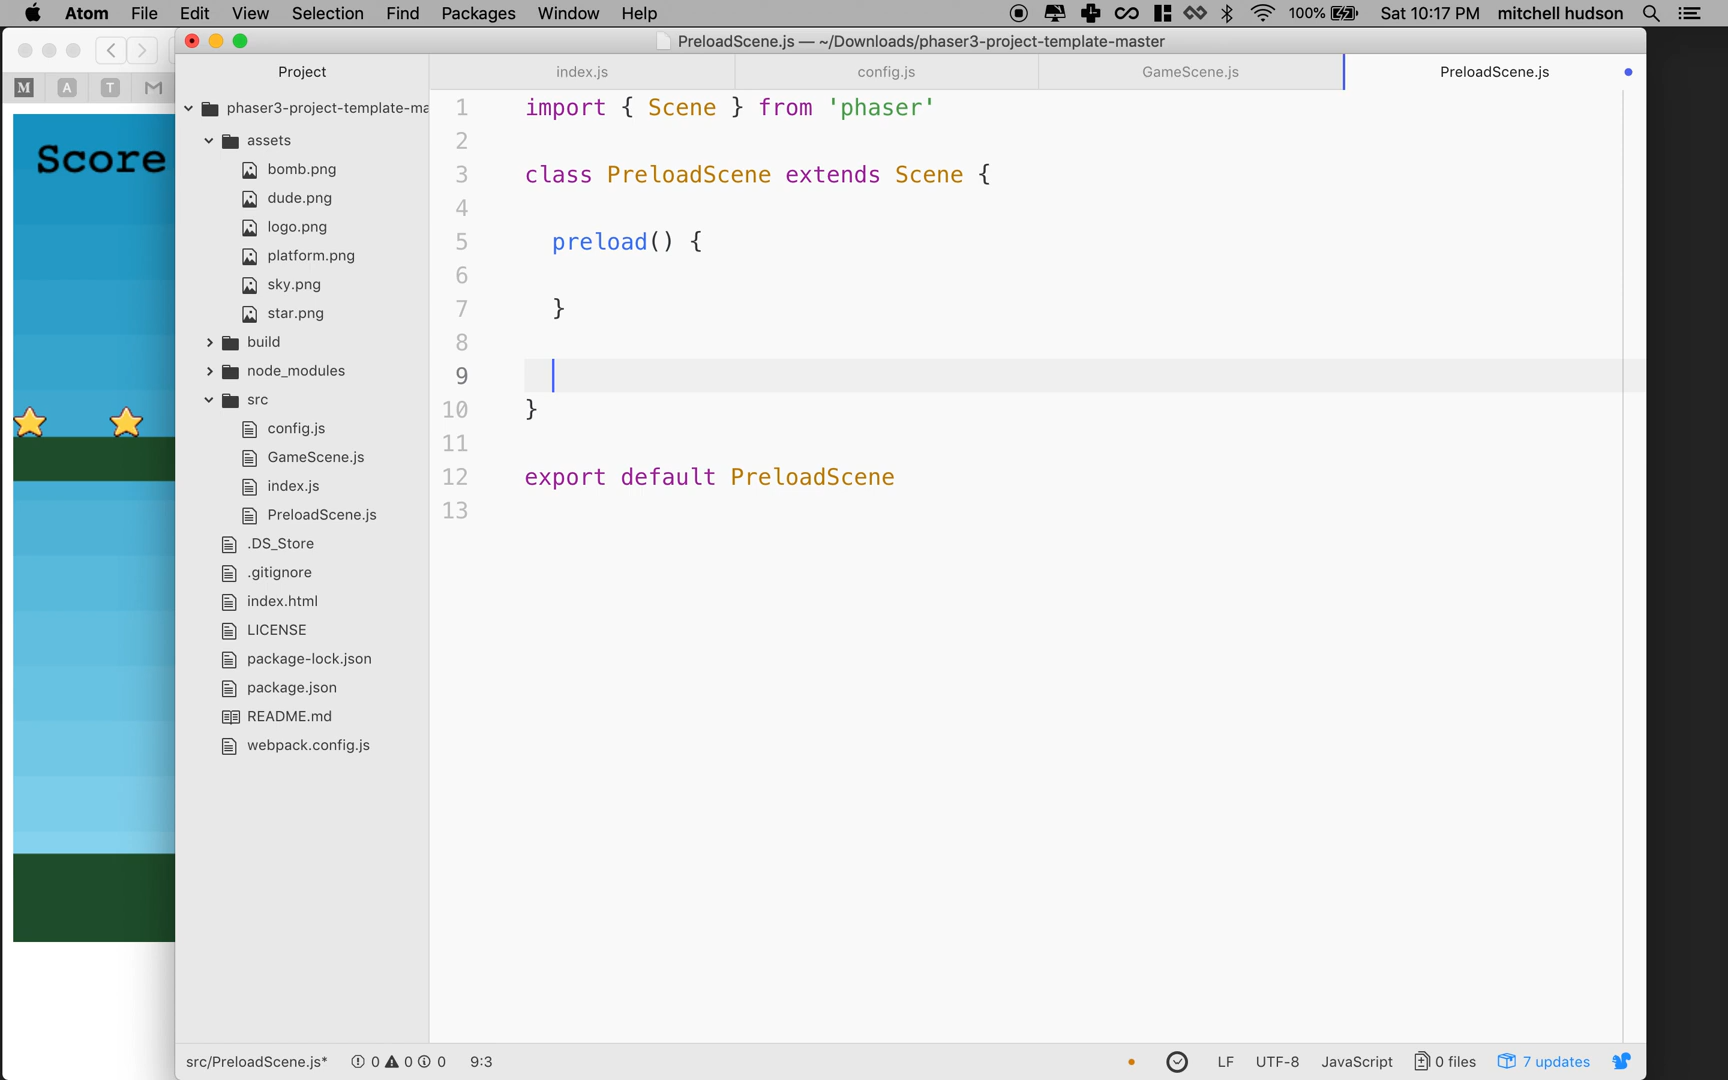 Atom File Edit View Selection Find Packages Window Help 100% Sat 10:17 PM mitchell hudson
PreloadScene.js — ~/Downloads/phaser3-project-template-master
M A T M
Project index.js config.js GameScene.js PreloadScene.js
Score
phaser3-project-template-ma
assets
bomb.png
dude.png
logo.png
platform.png
sky.png
star.png
build
node_modules
src
config.js
GameScene.js
index.js
PreloadScene.js
.DS_Store
.gitignore
index.html
LICENSE
package-lock.json
package.json
README.md
webpack.config.js
1 import { Scene } from 'phaser'
2
3 class PreloadScene extends Scene {
4
5 preload() {
6
7 }
8
9
10 }
11
12 export default PreloadScene
13
src/PreloadScene.js* 0 0 0 9:3 LF UTF-8 JavaScript 0 files 7 updates